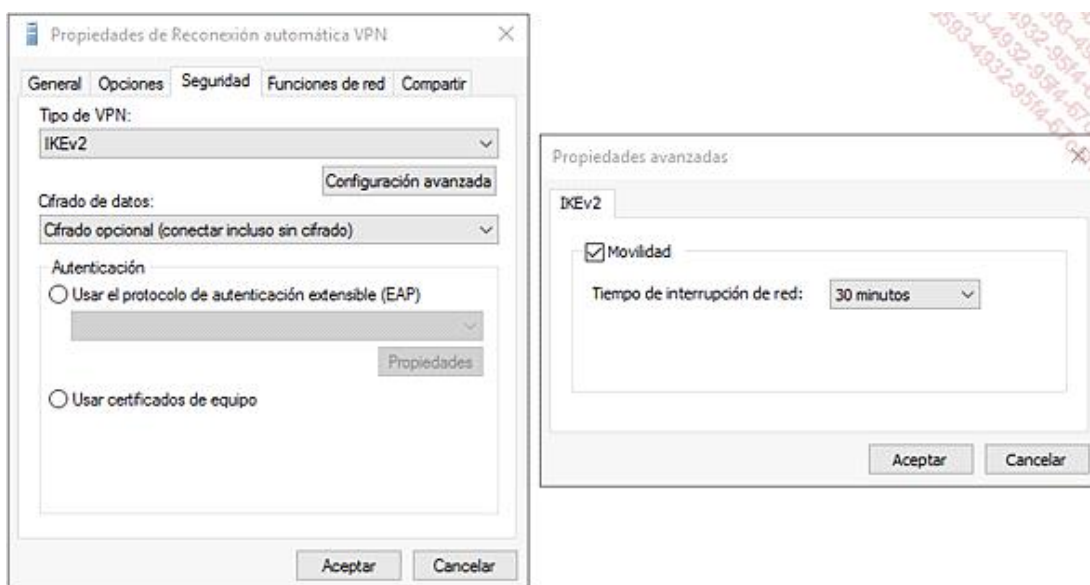 Propiedades de Reconexión automática VPN
General Opciones Seguridad Funciones de red Compartir
Tipo de VPN:
IKEv2
Configuración avanzada
Cifrado de datos:
Cifrado opcional (conectar incluso sin cifrado)
Autenticación
Usar el protocolo de autenticación extensible (EAP)
Propiedades
Usar certificados de equipo
Aceptar Cancelar
Propiedades avanzadas
IKEv2
Movilidad
Tiempo de interrupción de red: 30 minutos
Aceptar Cancelar